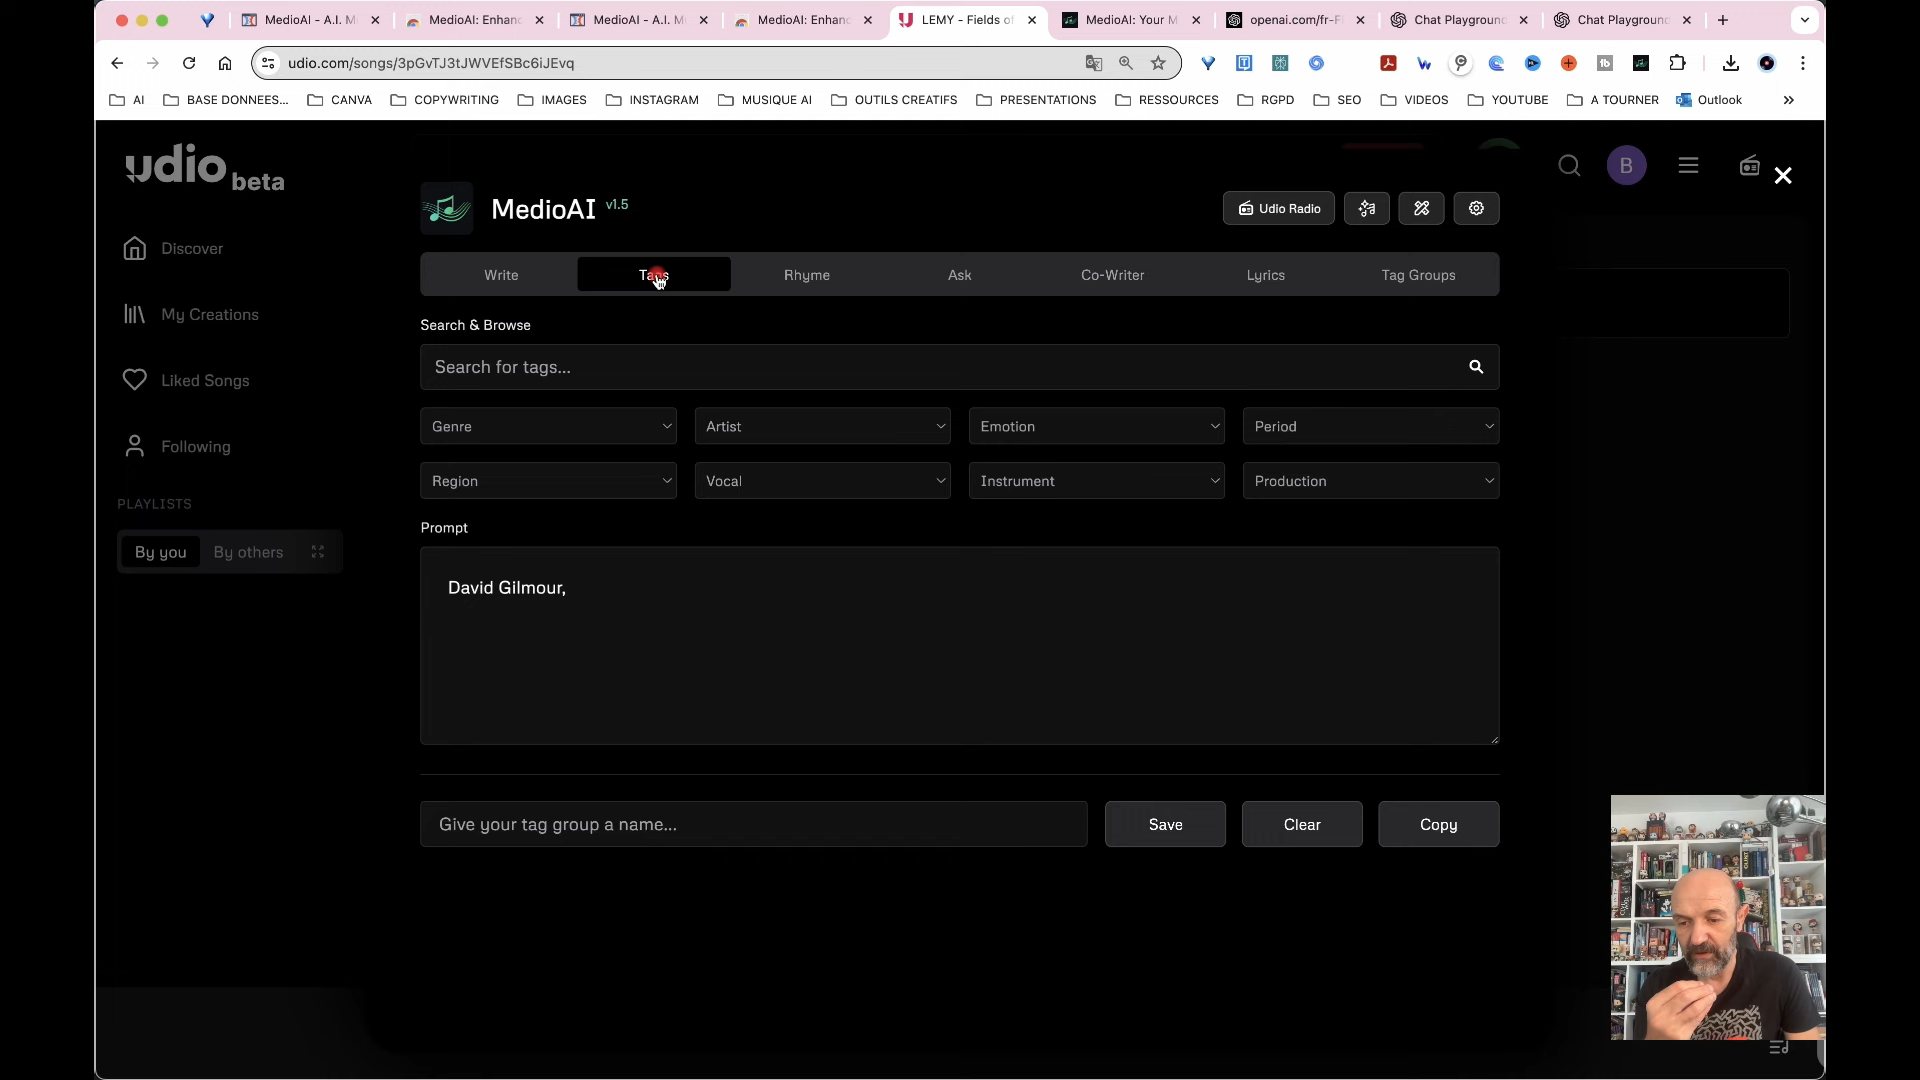 MedioAI - A.I. M
MedioAI: Enhanc
MedioAI - A.I. M
MedioAI: Enhanc
LEMY - Fields of
MedioAI: Your M
openai.com/fr-F
Chat Playground
Chat Playground
udio.com/songs/3pGvTJ3tJWVEfSBc6iJEvq
AI
BASE DONNEES...
CANVA
COPYWRITING
IMAGES
INSTAGRAM
MUSIQUE AI
OUTILS CREATIFS
PRESENTATIONS
RESSOURCES
RGPD
SEO
VIDEOS
YOUTUBE
A TOURNER
Outlook
udio beta
B
Discover
My Creations
Liked Songs
Following
PLAYLISTS
By you
By others
MedioAI v1.5
Udio Radio
Write
Tags
Rhyme
Ask
Co-Writer
Lyrics
Tag Groups
Search & Browse
Search for tags...
Genre
Artist
Emotion
Period
Region
Vocal
Instrument
Production
Prompt
David Gilmour,
Give your tag group a name...
Save
Clear
Copy